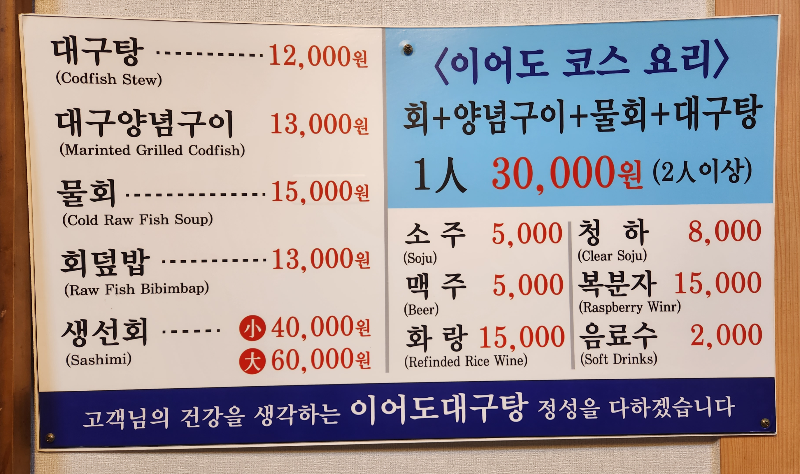 대구탕 ············ 12,000원
(Codfish Stew)
대구양념구이 13,000원
(Marinted Grilled Codfish)
물회 ················ 15,000원
(Cold Raw Fish Soup)
회덮밥 ············ 13,000원
(Raw Fish Bibimbap)
생선회 ······ 小 40,000원
(Sashimi)
大 60,000원
〈이어도 코스 요리〉
회+양념구이+물회+대구탕
1人 30,000원 (2人이상)
소주 5,000
(Soju)
맥주 5,000
(Beer)
화랑 15,000
(Refinded Rice Wine)
청하 8,000
(Clear Soju)
복분자 15,000
(Raspberry Winr)
음료수 2,000
(Soft Drinks)
고객님의 건강을 생각하는 이어도대구탕 정성을 다하겠습니다